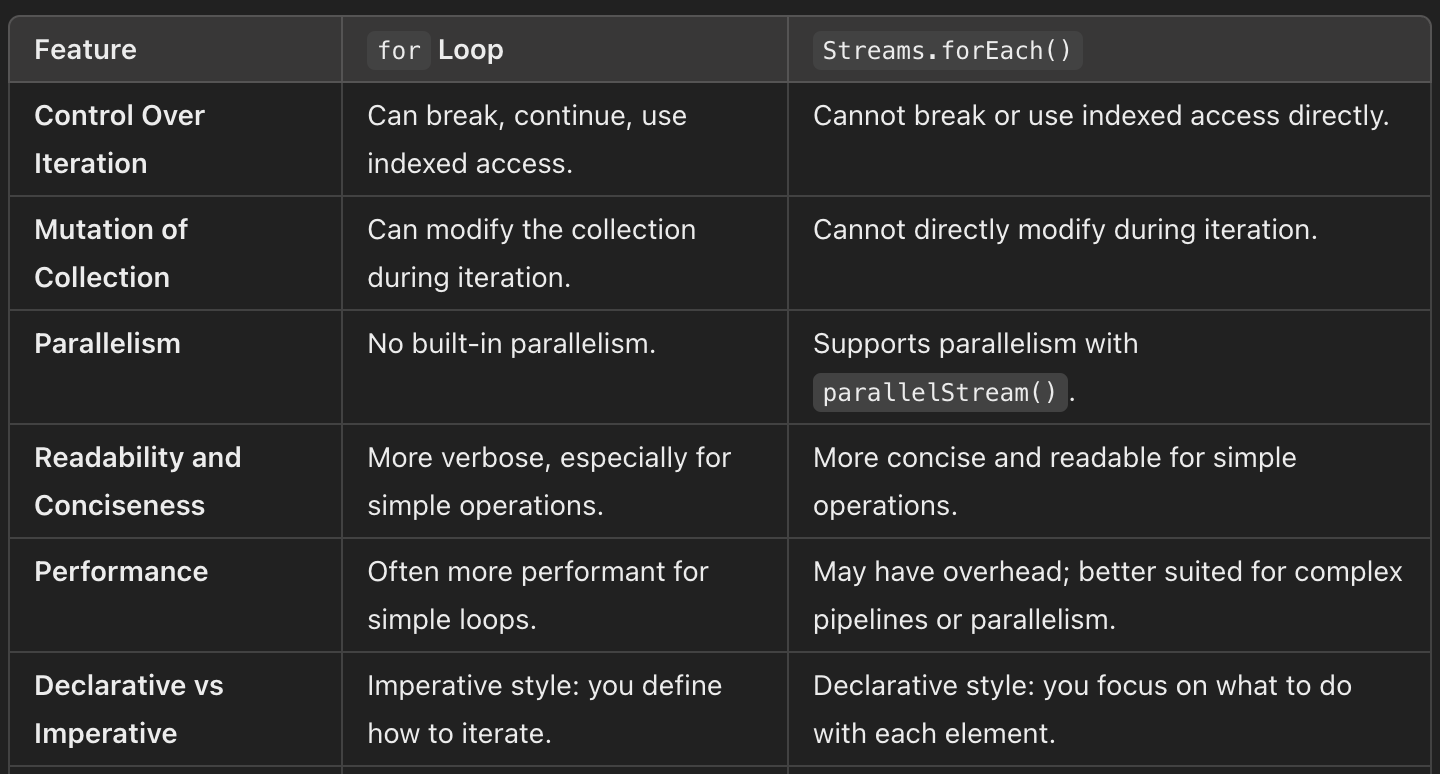 Feature
for Loop
Streams.forEach()
Control Over
Iteration
Can break, continue, use
indexed access.
Cannot break or use indexed access directly.
Mutation of
Collection
Can modify the collection
during iteration.
Cannot directly modify during iteration.
Parallelism
No built-in parallelism.
Supports parallelism with
parallelStream().
Readability and
Conciseness
More verbose, especially for
simple operations.
More concise and readable for simple
operations.
Performance
Often more performant for
simple loops.
May have overhead; better suited for complex
pipelines or parallelism.
Declarative vs
Imperative
Imperative style: you define
how to iterate.
Declarative style: you focus on what to do
with each element.